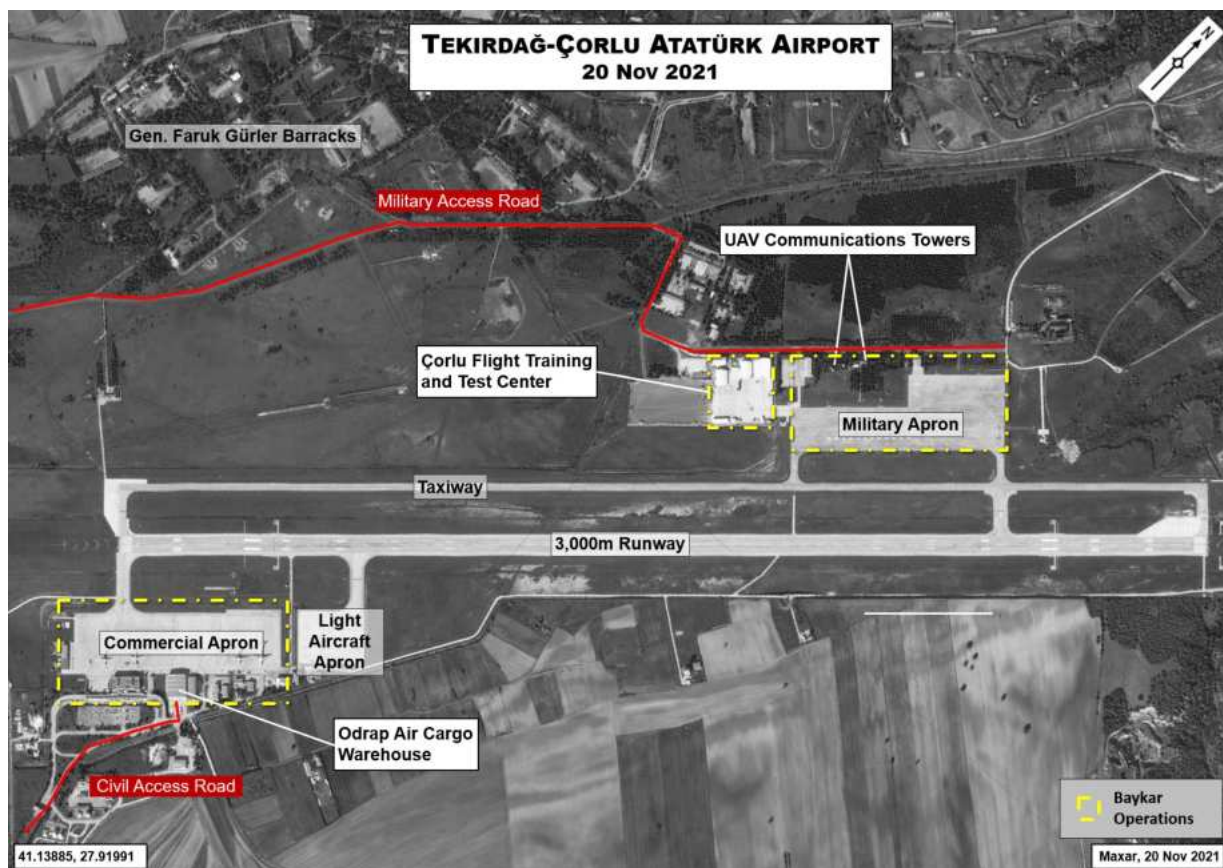 TEKIRDAĞ-ÇORLU ATATÜRK AIRPORT
20 Nov 2021
N
Gen. Faruk Gürler Barracks
Military Access Road
UAV Communications Towers
Çorlu Flight Training
and Test Center
Military Apron
Taxiway
3,000m Runway
Commercial Apron
Light
Aircraft
Apron
Odrap Air Cargo
Warehouse
Civil Access Road
Baykar
Operations
41.13885, 27.91991
Maxar, 20 Nov 2021